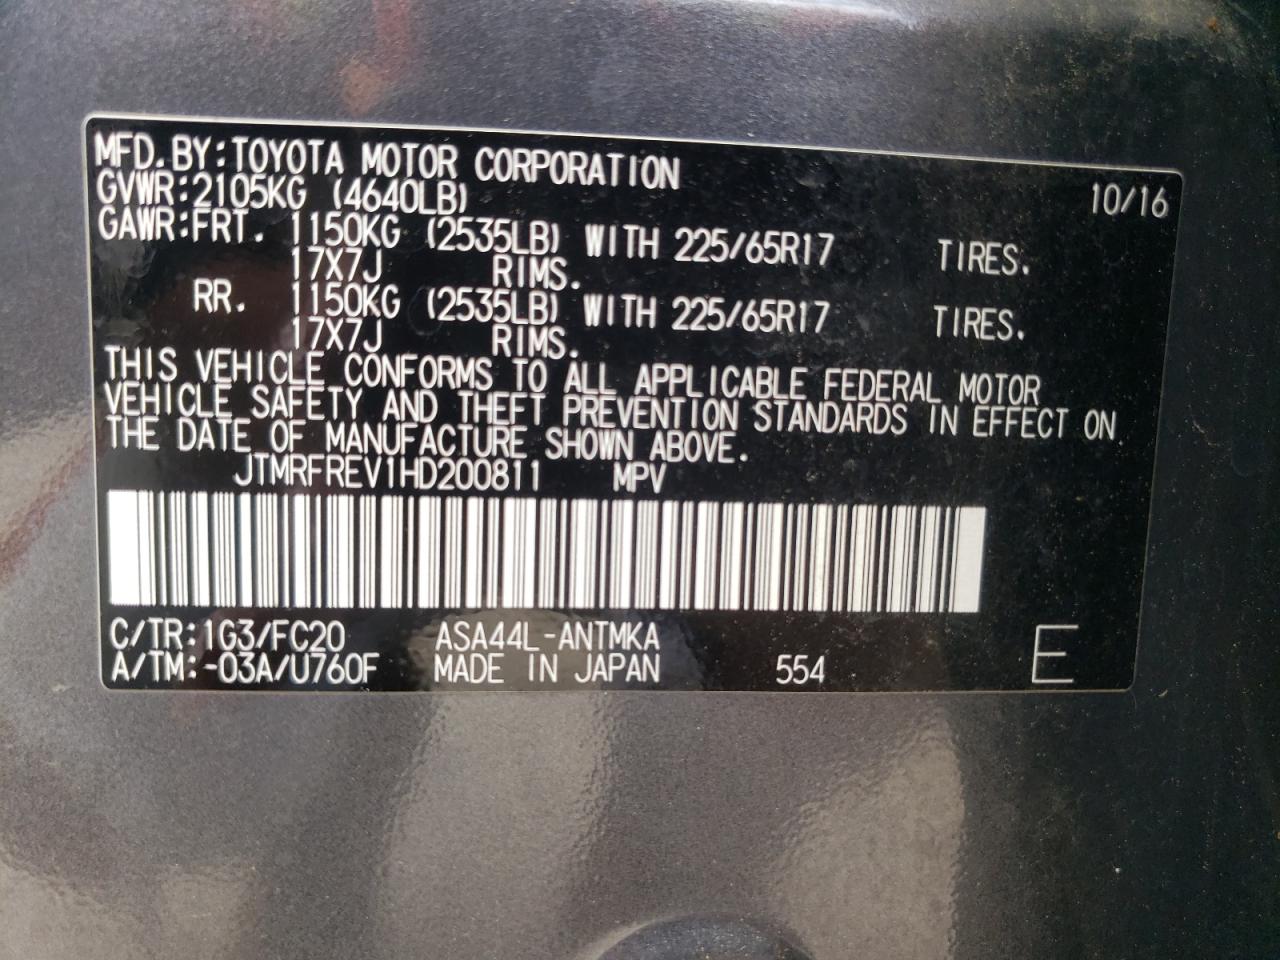 MFD.BY:TOYOTA MOTOR CORPORATION 10/16
GVWR:2105KG (4640LB)
GAWR:FRT. 1150KG (2535LB) WITH 225/65R17 TIRES.
17X7J RIMS.
RR. 1150KG (2535LB) WITH 225/65R17 TIRES.
17X7J RIMS.
THIS VEHICLE CONFORMS TO ALL APPLICABLE FEDERAL MOTOR
VEHICLE SAFETY AND THEFT PREVENTION STANDARDS IN EFFECT ON
THE DATE OF MANUFACTURE SHOWN ABOVE.
JTMRFREV1HD200811 MPV
C/TR:1G3/FC20 ASA44L-ANTMKA
A/TM:-03A/U760F MADE IN JAPAN 554 E